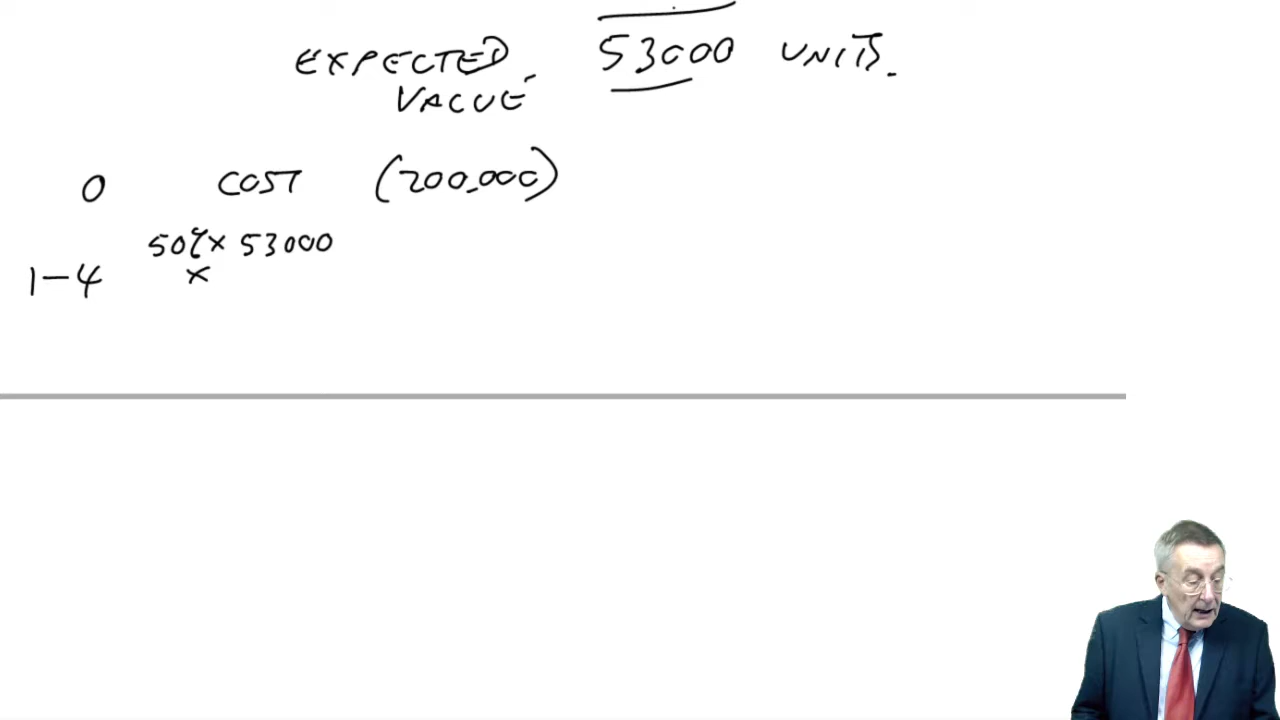 EXPECTED 53000 UNITS.
VALUE
0 COST (200,000)
50% x 53000
1-4 x